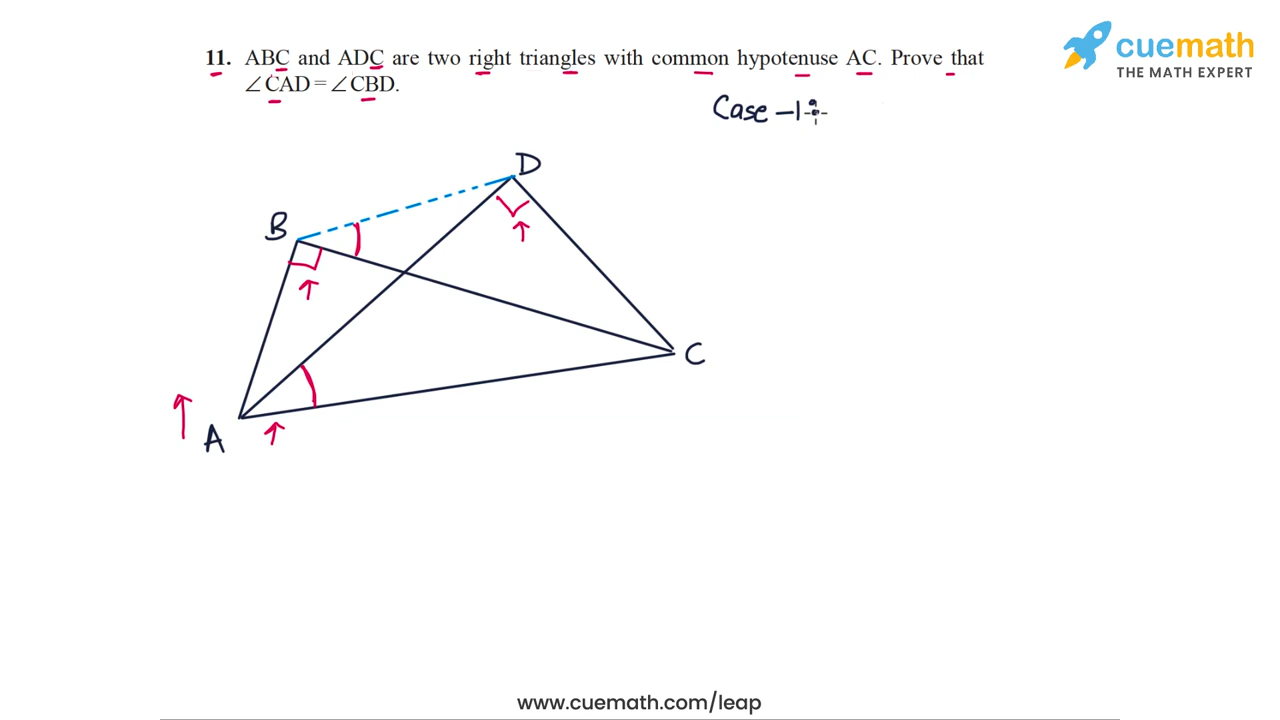 11. ABC and ADC are two right triangles with common hypotenuse AC. Prove that
∠CAD = ∠CBD.
cuemath
THE MATH EXPERT
Case -1:-
D
B
C
A
www.cuemath.com/leap